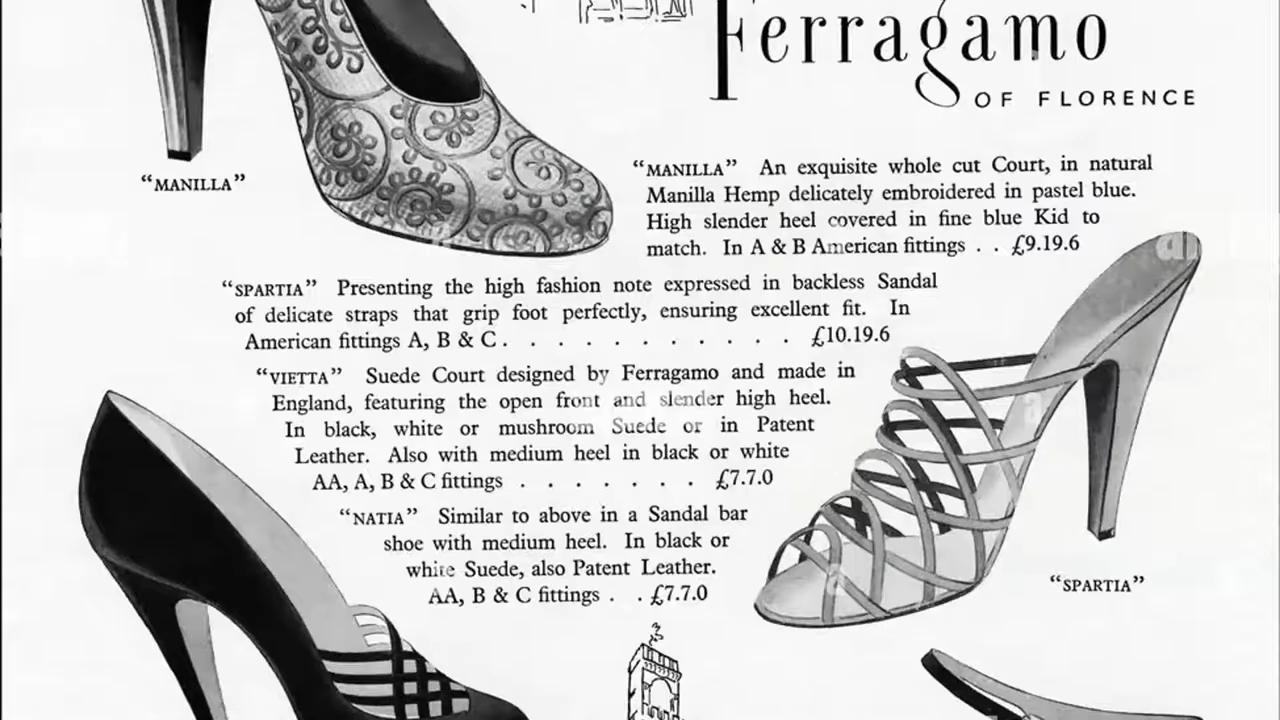 Ferragamo
OF FLORENCE
“MANILLA”
“MANILLA” An exquisite whole cut Court, in natural
Manilla Hemp delicately embroidered in pastel blue.
High slender heel covered in fine blue Kid to
match. In A & B American fittings . . £9.19.6
“SPARTIA” Presenting the high fashion note expressed in backless Sandal
of delicate straps that grip foot perfectly, ensuring excellent fit. In
American fittings A, B & C . . . . . . . . . . . £10.19.6
“VIETTA” Suede Court designed by Ferragamo and made in
England, featuring the open front and slender high heel.
In black, white or mushroom Suede or in Patent
Leather. Also with medium heel in black or white
AA, A, B & C fittings . . . . . . . £7.7.0
“NATIA” Similar to above in a Sandal bar
shoe with medium heel. In black or
white Suede, also Patent Leather.
AA, B & C fittings . . £7.7.0
“SPARTIA”